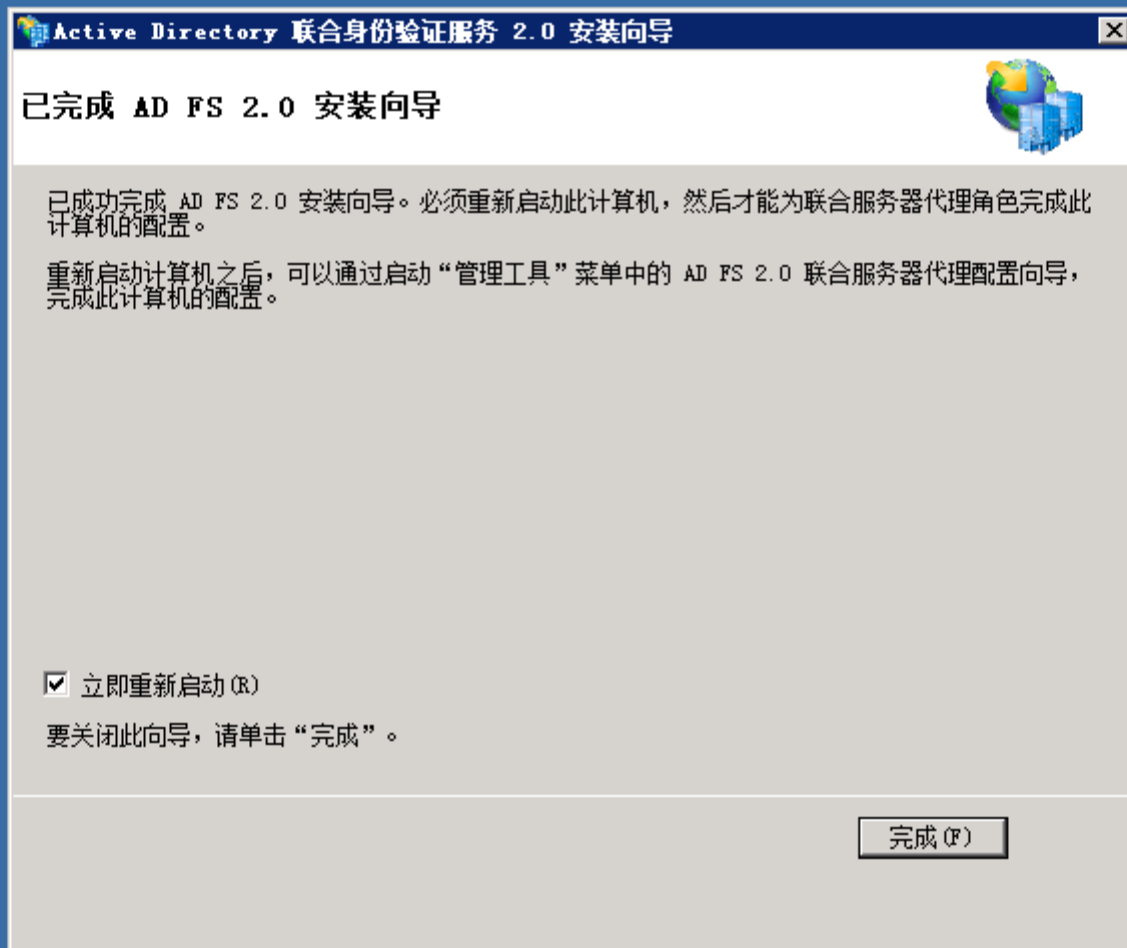 Active Directory 联合身份验证服务 2.0 安装向导
已完成 AD FS 2.0 安装向导
已成功完成 AD FS 2.0 安装向导。必须重新启动此计算机，然后才能为联合服务器代理角色完成此
计算机的配置。
重新启动计算机之后，可以通过启动“管理工具”菜单中的 AD FS 2.0 联合服务器代理配置向导，
完成此计算机的配置。
立即重新启动(R)
要关闭此向导，请单击“完成”。
完成(F)